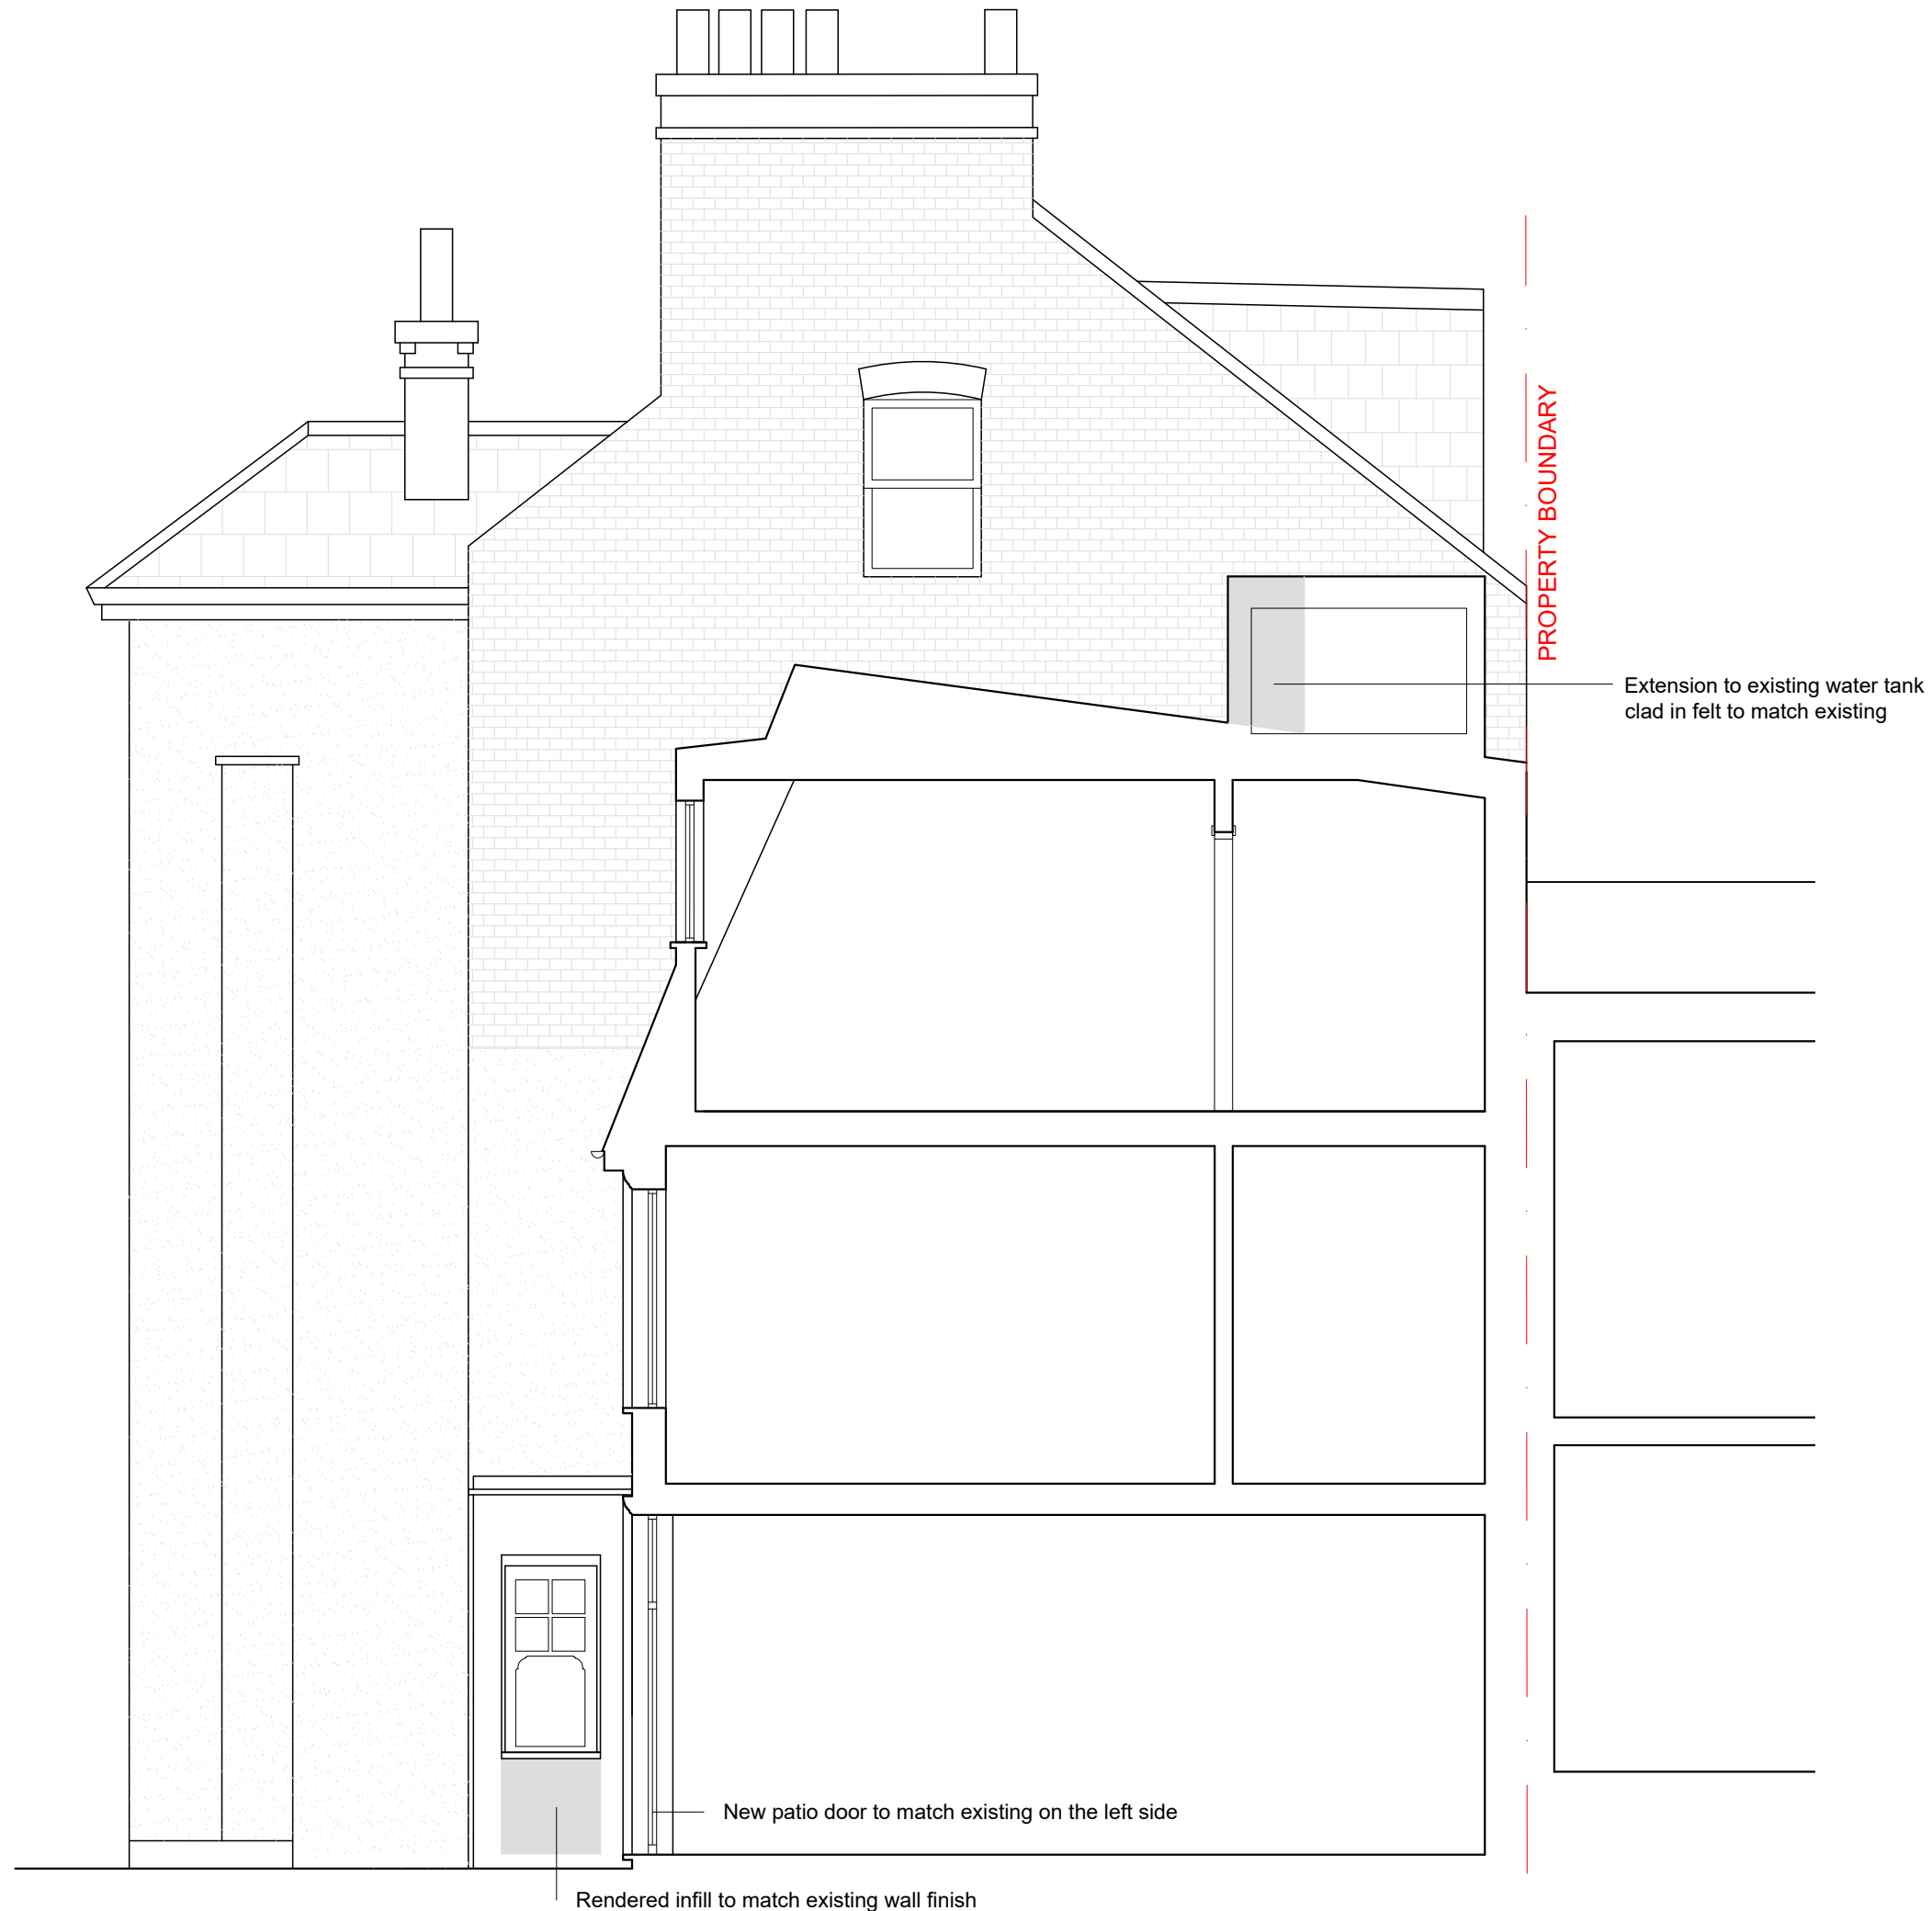 PROPERTY BOUNDARY
Extension to existing water tank
clad in felt to match existing
New patio door to match existing on the left side
Rendered infill to match existing wall finish